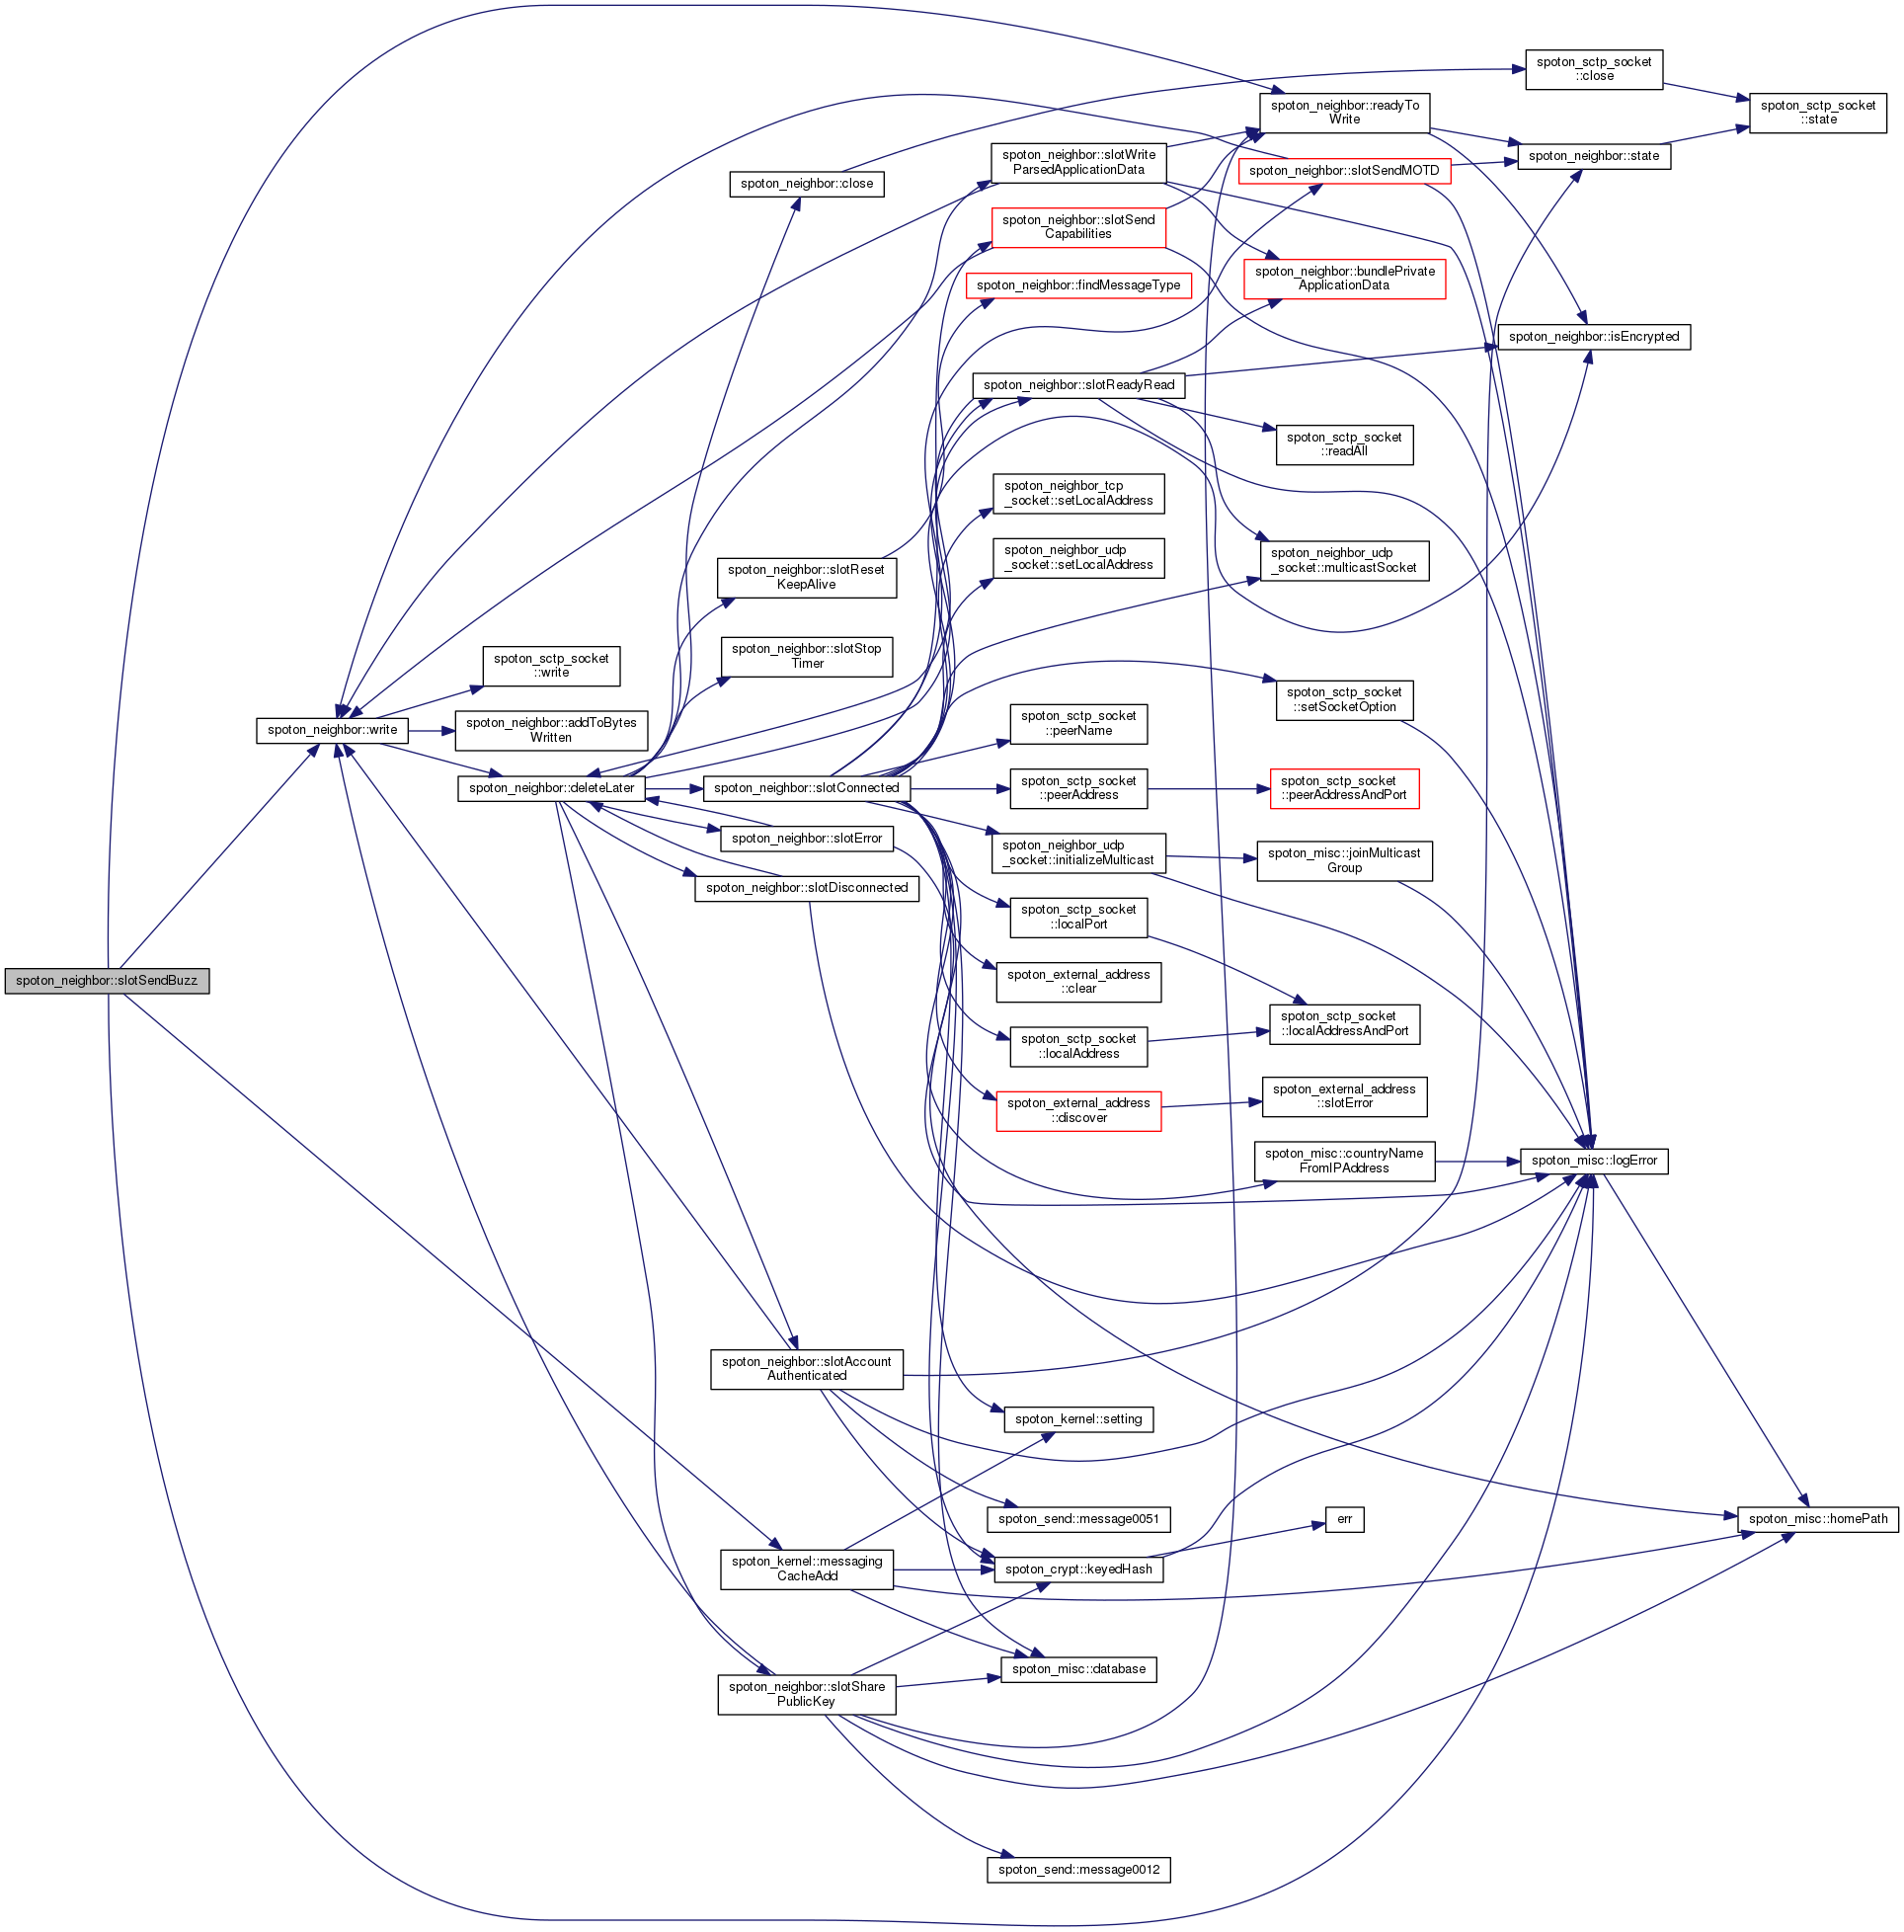 spoton_sctp_socket
::close
spoton_sctp_socket
::state
spoton_neighbor::readyTo
Write
spoton_neighbor::state
spoton_neighbor::slotWrite
ParsedApplicationData
spoton_neighbor::slotSendMOTD
spoton_neighbor::close
spoton_neighbor::slotSend
Capabilities
spoton_neighbor::bundlePrivate
ApplicationData
spoton_neighbor::findMessageType
spoton_neighbor::isEncrypted
spoton_neighbor::slotReadyRead
spoton_sctp_socket
::readAll
spoton_neighbor_tcp
_socket::setLocalAddress
spoton_neighbor_udp
_socket::setLocalAddress
spoton_neighbor_udp
_socket::multicastSocket
spoton_neighbor::slotReset
KeepAlive
spoton_neighbor::slotStop
Timer
spoton_sctp_socket
::write
spoton_sctp_socket
::setSocketOption
spoton_neighbor::write
spoton_neighbor::addToBytes
Written
spoton_sctp_socket
::peerName
spoton_neighbor::deleteLater
spoton_neighbor::slotConnected
spoton_sctp_socket
::peerAddress
spoton_sctp_socket
::peerAddressAndPort
spoton_neighbor::slotError
spoton_neighbor_udp
_socket::initializeMulticast
spoton_misc::joinMulticast
Group
spoton_neighbor::slotDisconnected
spoton_sctp_socket
::localPort
spoton_neighbor::slotSendBuzz
spoton_external_address
::clear
spoton_sctp_socket
::localAddressAndPort
spoton_sctp_socket
::localAddress
spoton_external_address
::slotError
spoton_external_address
::discover
spoton_misc::countryName
FromIPAddress
spoton_misc::logError
spoton_neighbor::slotAccount
Authenticated
spoton_kernel::setting
spoton_send::message0051
err
spoton_misc::homePath
spoton_kernel::messaging
CacheAdd
spoton_crypt::keyedHash
spoton_misc::database
spoton_neighbor::slotShare
PublicKey
spoton_send::message0012